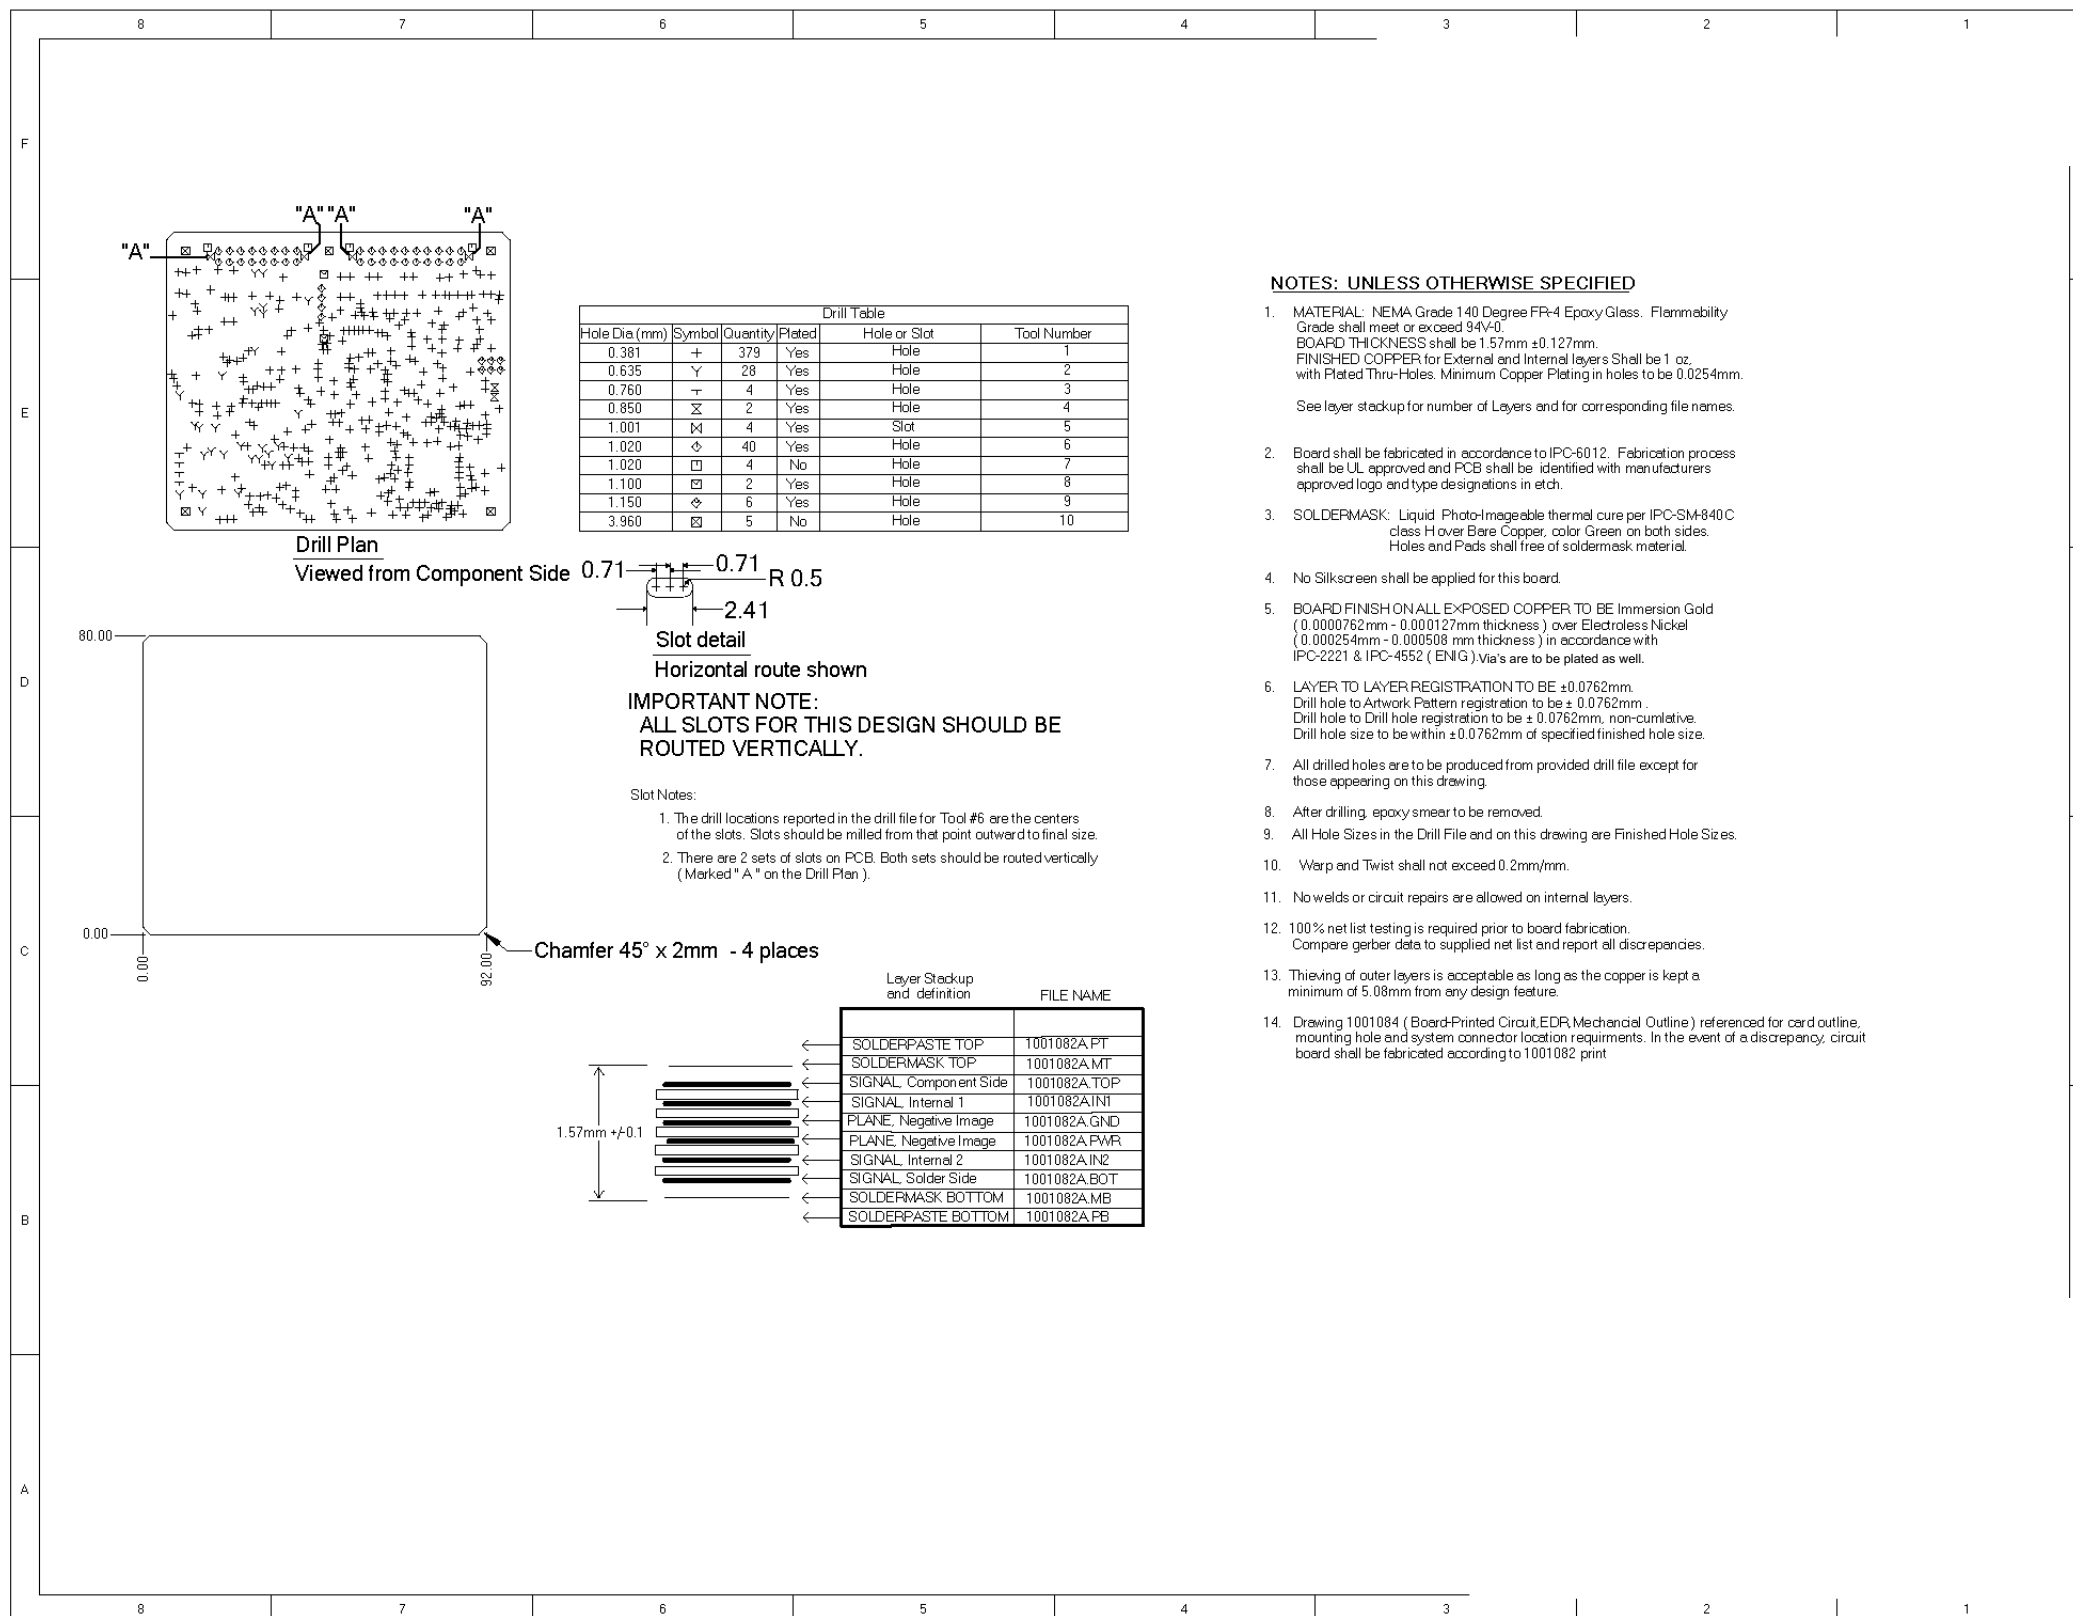 8 7 6 5 4 3 2 1
F
E
D
C
B
A
"A" "A" "A"
"A"
Drill Plan
Viewed from Component Side
Drill Table
Hole Dia (mm) Symbol Quantity Plated Hole or Slot Tool Number
0.381 + 379 Yes Hole 1
0.635 Y 28 Yes Hole 2
0.760 4 Yes Hole 3
0.850 2 Yes Hole 4
1.001 4 Yes Slot 5
1.020 40 Yes Hole 6
1.020 4 No Hole 7
1.100 2 Yes Hole 8
1.150 6 Yes Hole 9
3.960 5 No Hole 10
0.71 0.71
R 0.5
2.41
Slot detail
Horizontal route shown
IMPORTANT NOTE:
ALL SLOTS FOR THIS DESIGN SHOULD BE
ROUTED VERTICALLY.
Slot Notes:
1. The drill locations reported in the drill file for Tool #6 are the centers
of the slots. Slots should be milled from that point outward to final size.
2. There are 2 sets of slots on PCB. Both sets should be routed vertically
( Marked " A " on the Drill Plan ).
80.00
0.00
0.00
92.00
Chamfer 45° x 2mm - 4 places
Layer Stackup
and definition
FILE NAME
SOLDERPASTE TOP 1001082A.PT
SOLDERMASK TOP 1001082A.MT
SIGNAL, Component Side 1001082A.TOP
SIGNAL, Internal 1 1001082A.IN1
PLANE, Negative Image 1001082A.GND
PLANE, Negative Image 1001082A.PWR
SIGNAL, Internal 2 1001082A.IN2
SIGNAL, Solder Side 1001082A.BOT
SOLDERMASK BOTTOM 1001082A.MB
SOLDERPASTE BOTTOM 1001082A.PB
1.57mm +/-0.1
NOTES: UNLESS OTHERWISE SPECIFIED
1. MATERIAL: NEMA Grade 140 Degree FR-4 Epoxy Glass. Flammability
Grade shall meet or exceed 94V-0.
BOARD THICKNESS shall be 1.57mm ±0.127mm.
FINISHED COPPER for External and Internal layers Shall be 1 oz,
with Plated Thru-Holes. Minimum Copper Plating in holes to be 0.0254mm.
See layer stackup for number of Layers and for corresponding file names.
2. Board shall be fabricated in accordance to IPC-6012. Fabrication process
shall be UL approved and PCB shall be identified with manufacturers
approved logo and type designations in etch.
3. SOLDERMASK: Liquid Photo-Imageable thermal cure per IPC-SM-840C
class H over Bare Copper, color Green on both sides.
Holes and Pads shall free of soldermask material.
4. No Silkscreen shall be applied for this board.
5. BOARD FINISH ON ALL EXPOSED COPPER TO BE Immersion Gold
( 0.0000762mm - 0.000127mm thickness ) over Electroless Nickel
( 0.000254mm - 0.000508 mm thickness ) in accordance with
IPC-2221 & IPC-4552 ( ENIG ).Via's are to be plated as well.
6. LAYER TO LAYER REGISTRATION TO BE ±0.0762mm.
Drill hole to Artwork Pattern registration to be ± 0.0762mm .
Drill hole to Drill hole registration to be ± 0.0762mm, non-cumlative.
Drill hole size to be within ±0.0762mm of specified finished hole size.
7. All drilled holes are to be produced from provided drill file except for
those appearing on this drawing.
8. After drilling, epoxy smear to be removed.
9. All Hole Sizes in the Drill File and on this drawing are Finished Hole Sizes.
10. Warp and Twist shall not exceed 0.2mm/mm.
11. No welds or circuit repairs are allowed on internal layers.
12. 100% net list testing is required prior to board fabrication.
Compare gerber data to supplied net list and report all discrepancies.
13. Thieving of outer layers is acceptable as long as the copper is kept a
minimum of 5.08mm from any design feature.
14. Drawing 1001084 ( Board-Printed Circuit,EDR, Mechancial Outline ) referenced for card outline,
mounting hole and system connector location requirments. In the event of a discrepancy, circuit
board shall be fabricated according to 1001082 print
8 7 6 5 4 3 2 1